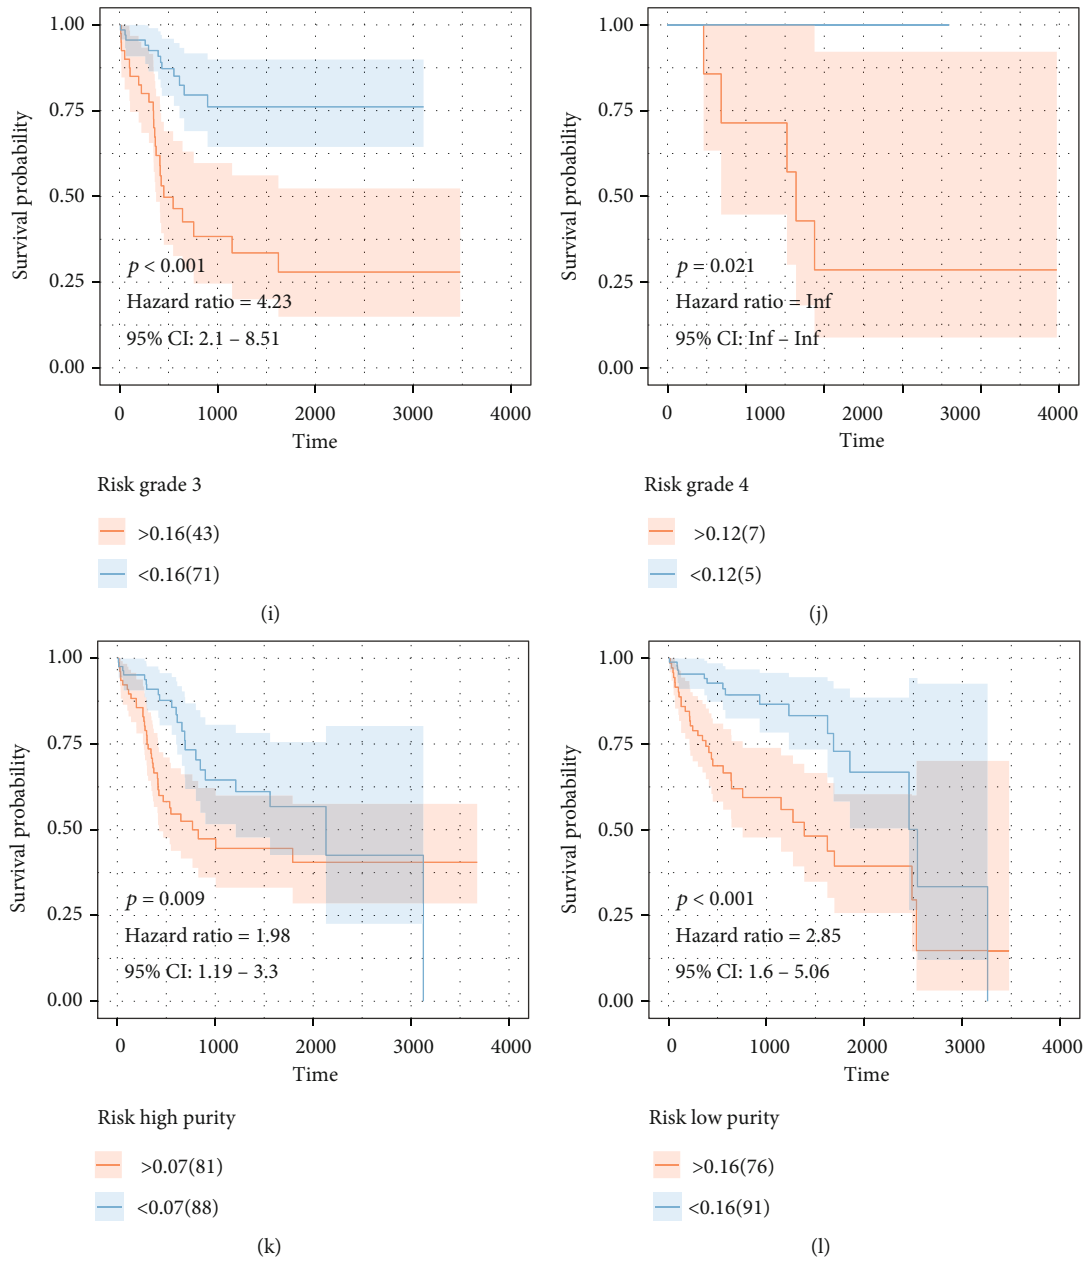 1.00
0.75
0.50
0.25
0.00
Survival probability
p < 0.001
Hazard ratio = 4.23
95% CI: 2.1 – 8.51
0 1000 2000 3000 4000
Time
Risk grade 3
>0.16(43)
<0.16(71)
(i)
1.00
0.75
0.50
0.25
0.00
Survival probability
p = 0.021
Hazard ratio = Inf
95% CI: Inf – Inf
0 1000 2000 3000 4000
Time
Risk grade 4
>0.12(7)
<0.12(5)
(j)
1.00
0.75
0.50
0.25
0.00
Survival probability
p = 0.009
Hazard ratio = 1.98
95% CI: 1.19 – 3.3
0 1000 2000 3000 4000
Time
Risk high purity
>0.07(81)
<0.07(88)
(k)
1.00
0.75
0.50
0.25
0.00
Survival probability
p < 0.001
Hazard ratio = 2.85
95% CI: 1.6 – 5.06
0 1000 2000 3000 4000
Time
Risk low purity
>0.16(76)
<0.16(91)
(l)